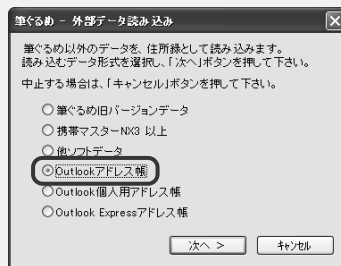 筆ぐるめ - 外部データ読み込み
筆ぐるめ以外のデータを、住所録として読み込みます。
読み込むデータ形式を選択し、「次へ」ボタンを押して下さい。
中止する場合は、「キャンセル」ボタンを押して下さい。
筆ぐるめ旧バージョンデータ
携帯マスターNX3 以上
他ソフトデータ
Outlookアドレス帳
Outlook個人用アドレス帳
Outlook Expressアドレス帳
次へ > キャンセル